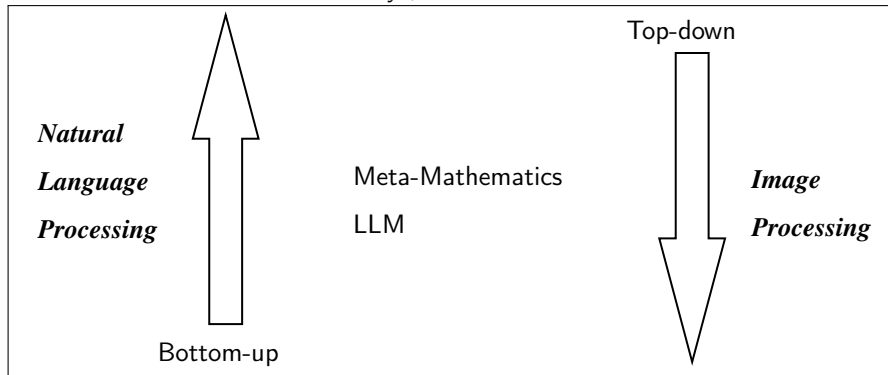 Top-down
Natural
Language
Processing
Meta-Mathematics
LLM
Image
Processing
Bottom-up